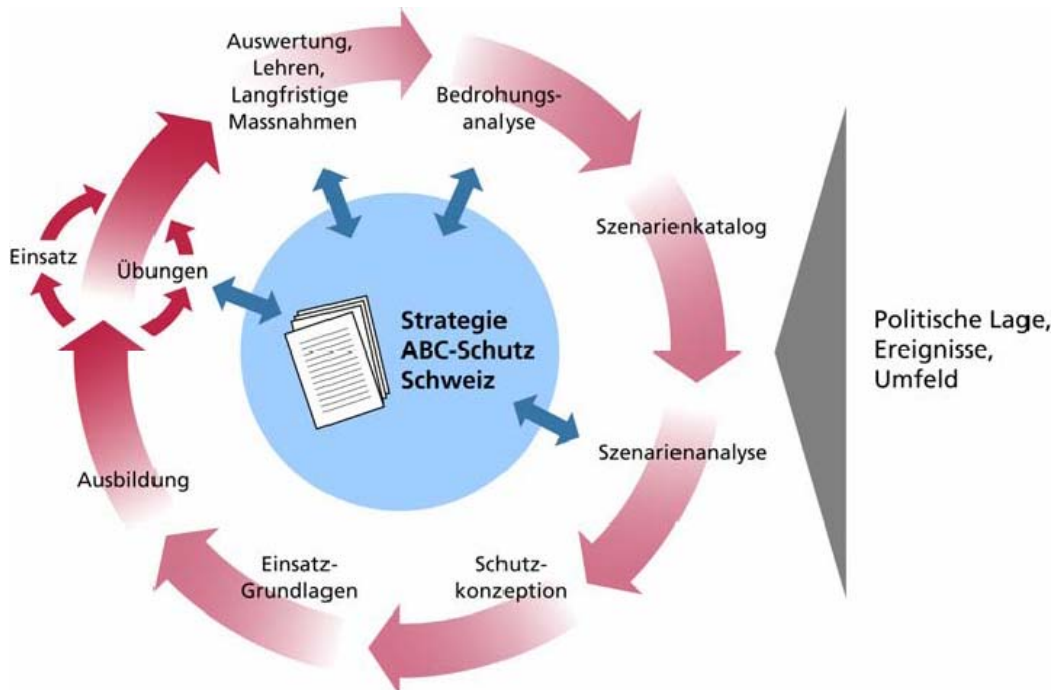 Auswertung,
Lehren,
Langfristige
Massnahmen
Bedrohungs-
analyse
Szenarienkatalog
Einsatz
Übungen
Strategie
ABC-Schutz
Schweiz
Politische Lage,
Ereignisse,
Umfeld
Szenarienanalyse
Ausbildung
Einsatz-
Grundlagen
Schutz-
konzeption